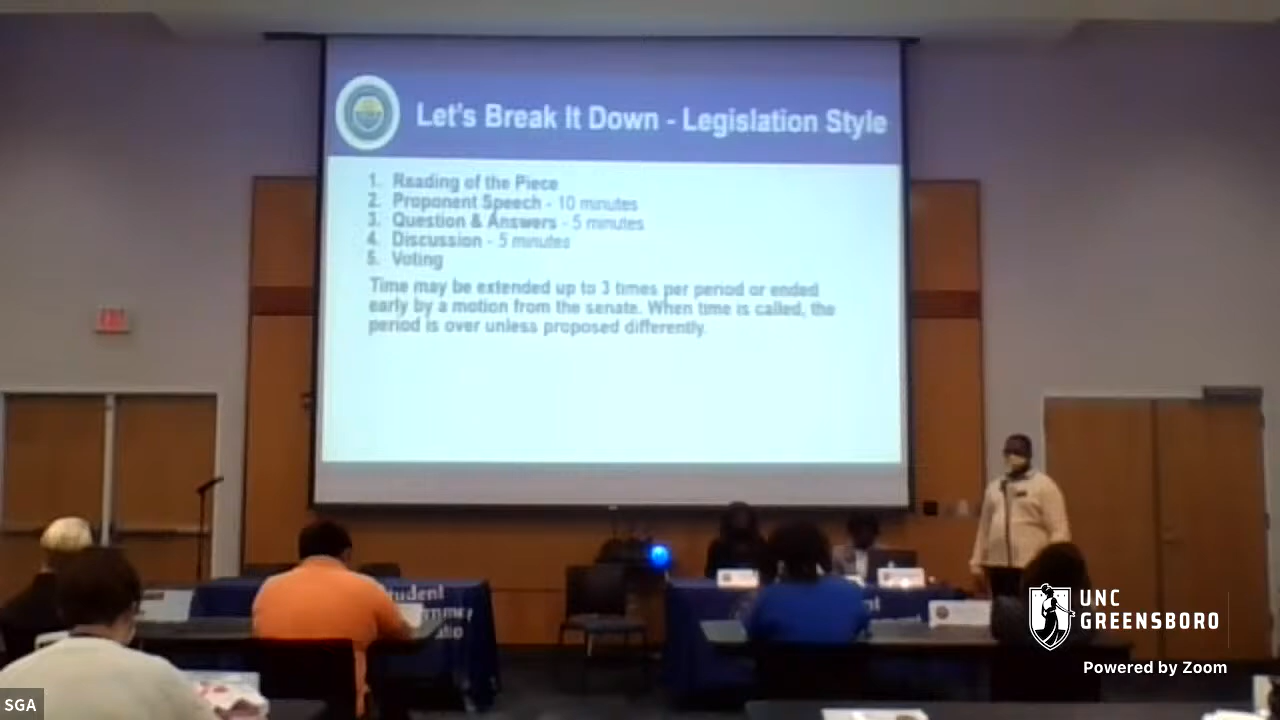 Let's Break It Down - Legislation Style
1. Reading of the Piece
2. Proponent Speech - 10 minutes
3. Question & Answers - 5 minutes
4. Discussion - 5 minutes
5. Voting
Time may be extended up to 3 times per period or ended
early by a motion from the senate. When time is called, the
period is over unless proposed differently.
UNC
GREENSBORO
Powered by Zoom
SGA